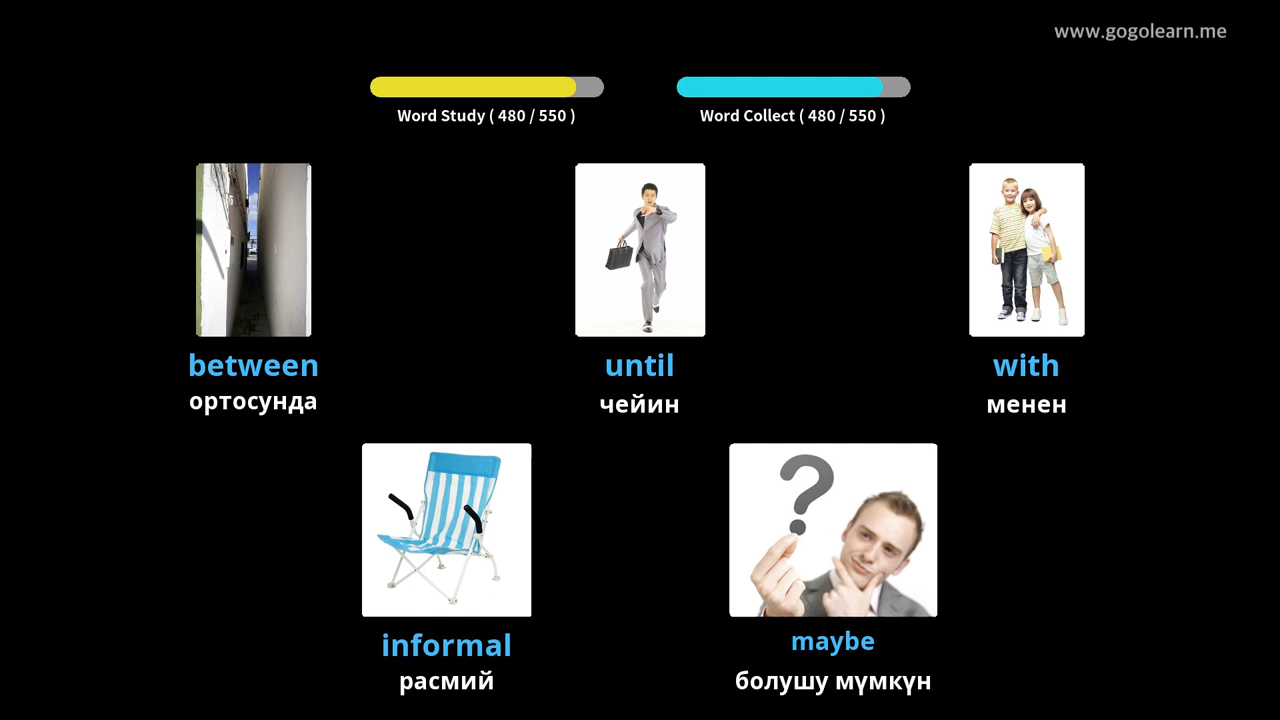 www.gogolearn.me
Word Study ( 480 / 550 )
Word Collect ( 480 / 550 )
between
ортосунда
until
чейин
with
менен
informal
расмий
maybe
болушу мүмкүн